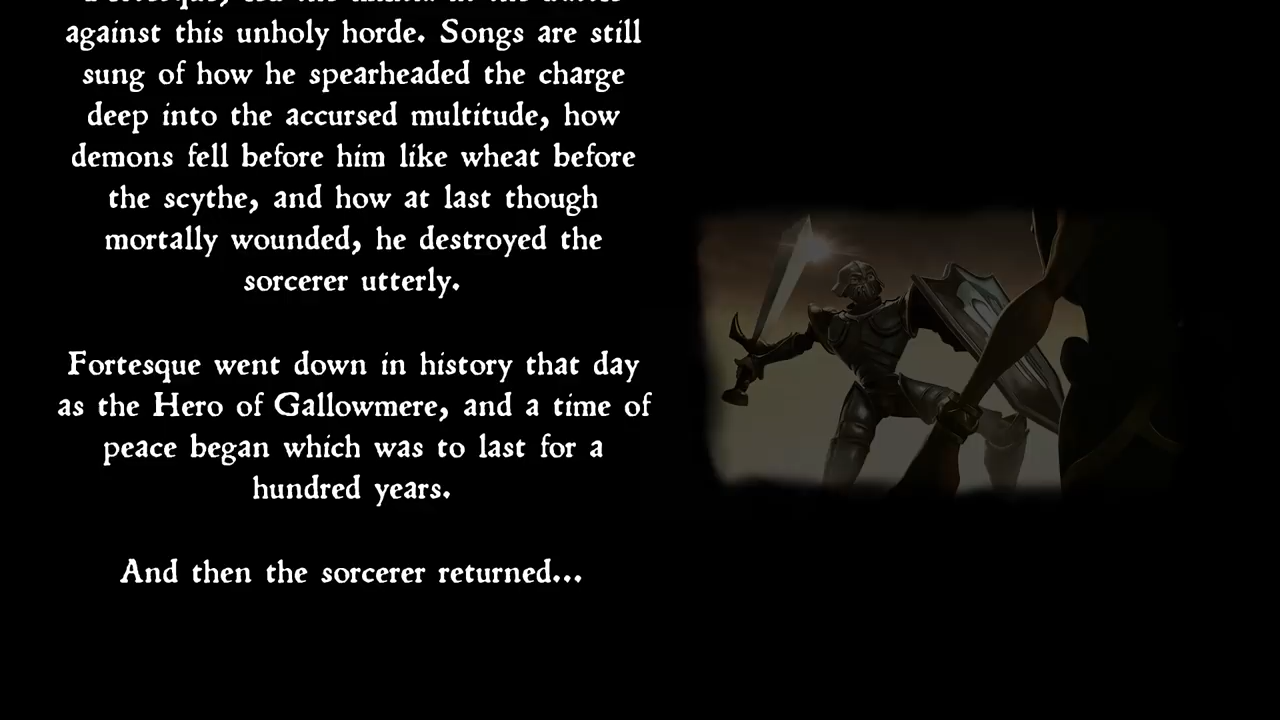 against this unholy horde. Songs are still
sung of how he spearheaded the charge
deep into the accursed multitude, how
demons fell before him like wheat before
the scythe, and how at last though
mortally wounded, he destroyed the
sorcerer utterly.
Fortesque went down in history that day
as the Hero of Gallowmere, and a time of
peace began which was to last for a
hundred years.
And then the sorcerer returned...